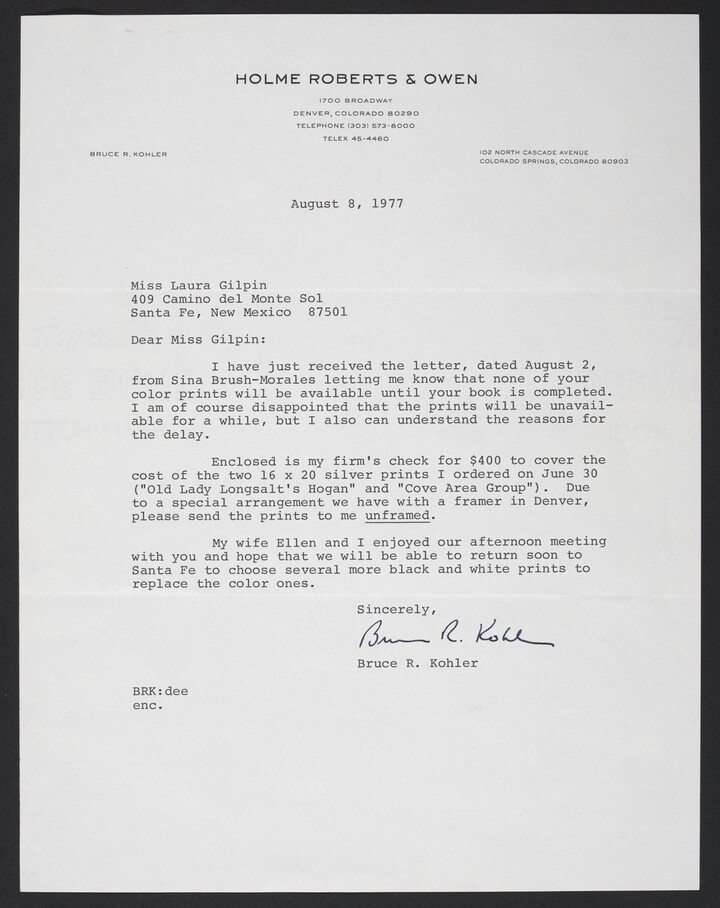 HOLME ROBERTS & OWEN
1700 BROADWAY
DENVER, COLORADO 80290
TELEPHONE (303) 573-8000
TELEX 45-4460
BRUCE R. KOHLER
102 NORTH CASCADE AVENUE
COLORADO SPRINGS, COLORADO 80903
August 8, 1977
Miss Laura Gilpin
409 Camino del Monte Sol
Santa Fe, New Mexico 87501
Dear Miss Gilpin:
I have just received the letter, dated August 2,
from Sina Brush-Morales letting me know that none of your
color prints will be available until your book is completed.
I am of course disappointed that the prints will be unavail-
able for a while, but I also can understand the reasons for
the delay.
Enclosed is my firm's check for $400 to cover the
cost of the two 16 x 20 silver prints I ordered on June 30
("Old Lady Longsalt's Hogan" and "Cove Area Group"). Due
to a special arrangement we have with a framer in Denver,
please send the prints to me unframed.
My wife Ellen and I enjoyed our afternoon meeting
with you and hope that we will be able to return soon to
Santa Fe to choose several more black and white prints to
replace the color ones.
Sincerely,
Bruce R. Kohler
Bruce R. Kohler
BRK:dee
enc.